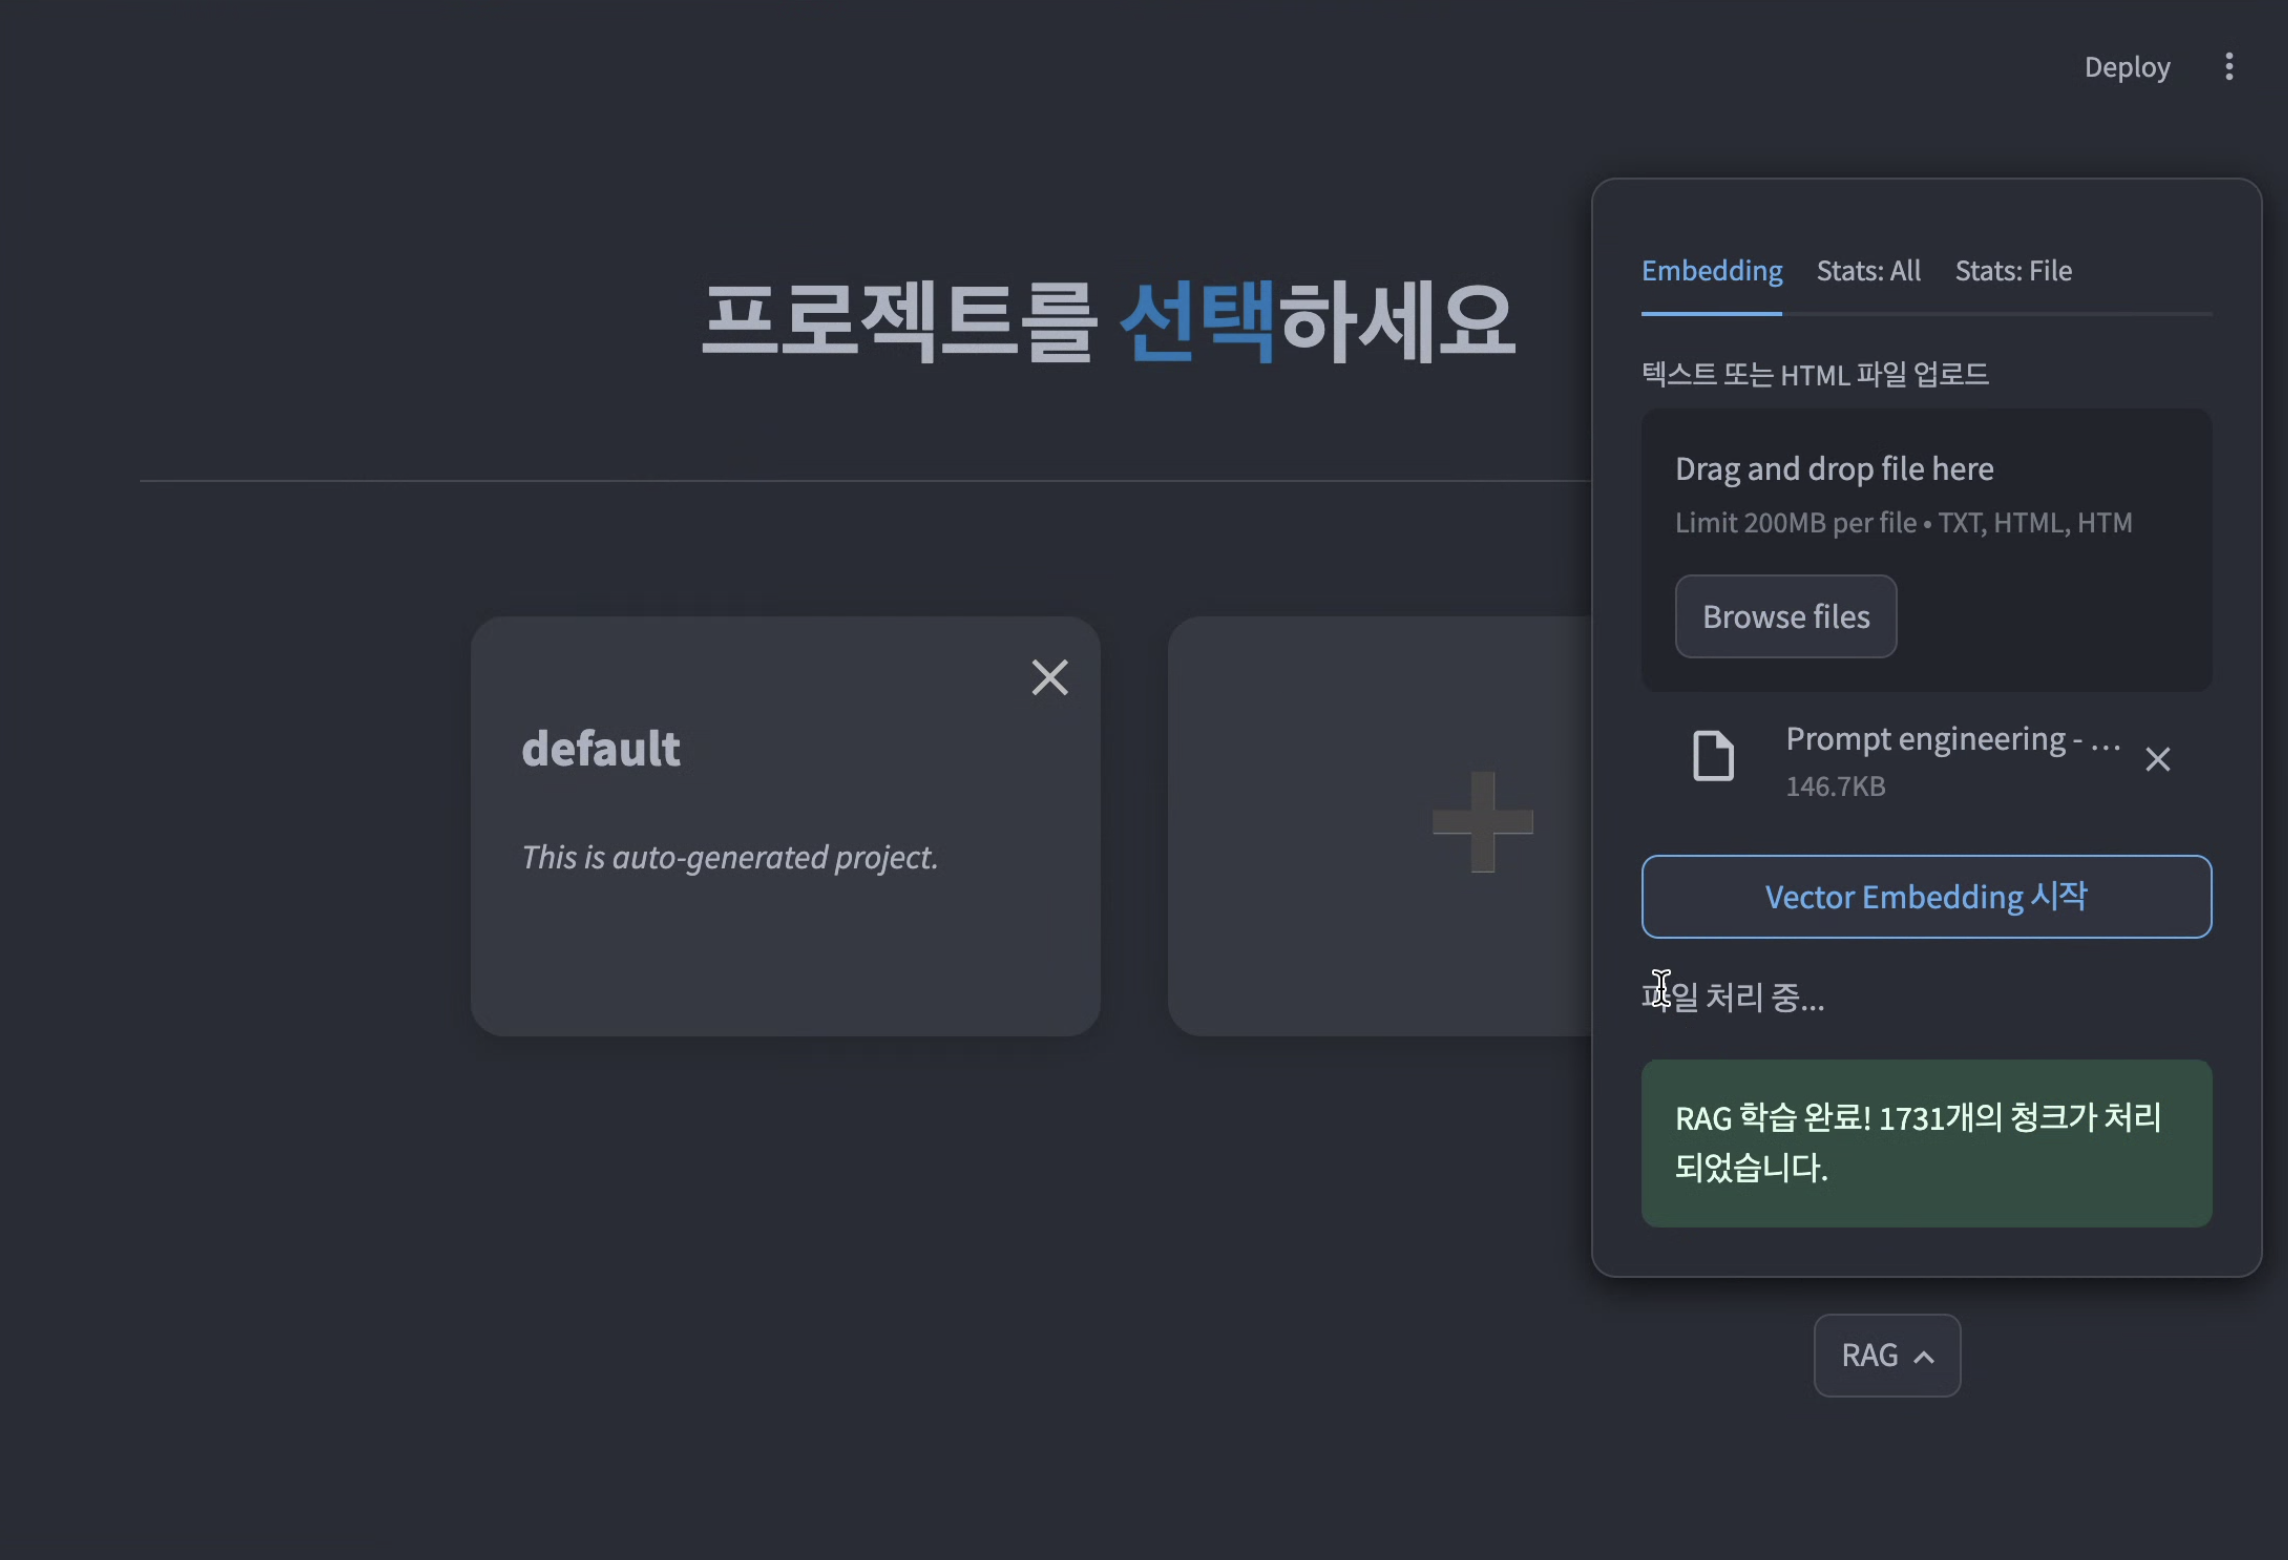 Deploy
프로젝트를 선택하세요
default
This is auto-generated project.
Embedding Stats: All Stats: File
텍스트 또는 HTML 파일 업로드
Drag and drop file here
Limit 200MB per file • TXT, HTML, HTM
Browse files
Prompt engineering - ...
146.7KB
Vector Embedding 시작
파일 처리 중...
RAG 학습 완료! 1731개의 청크가 처리
되었습니다.
RAG